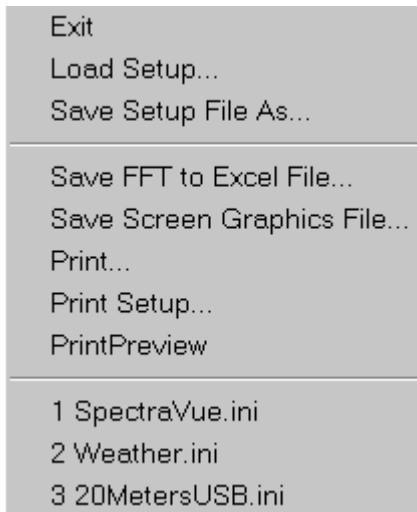 Exit
Load Setup...
Save Setup File As...
Save FFT to Excel File...
Save Screen Graphics File...
Print...
Print Setup...
PrintPreview
1 SpectraVue.ini
2 Weather.ini
3 20MetersUSB.ini